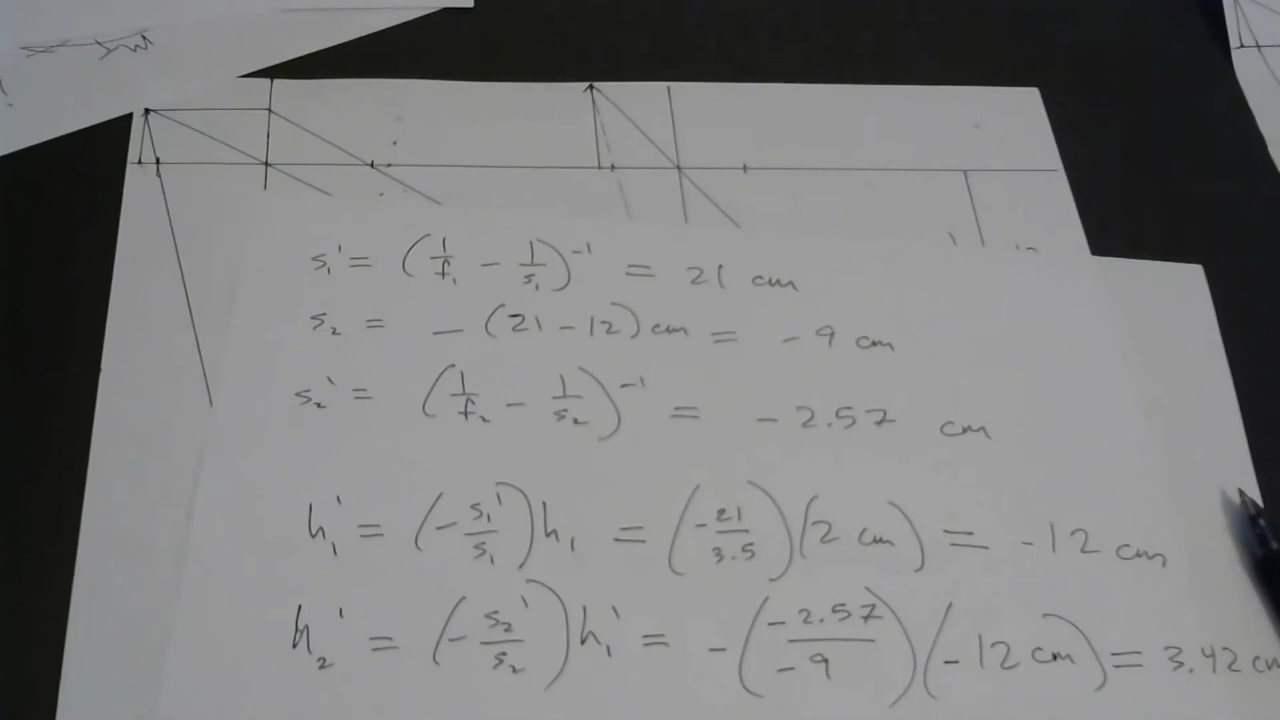 s₁' = (1/f₁ - 1/s₁)⁻¹ = 21 cm
s₂ = - (21 - 12) cm = - 9 cm
s₂' = (1/f₂ - 1/s₂)⁻¹ = - 2.57 cm
h₁' = (- s₁'/s₁) h₁ = (- 21/3.5)(2 cm) = - 12 cm
h₂' = (- s₂'/s₂) h₁' = - (- 2.57/- 9)(- 12 cm) = 3.42 cm